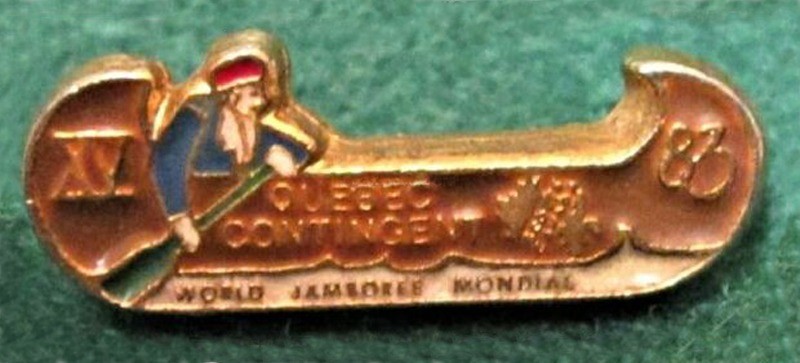 XV
83
QUEBEC
CONTINGENT
WORLD JAMBOREE MONDIAL